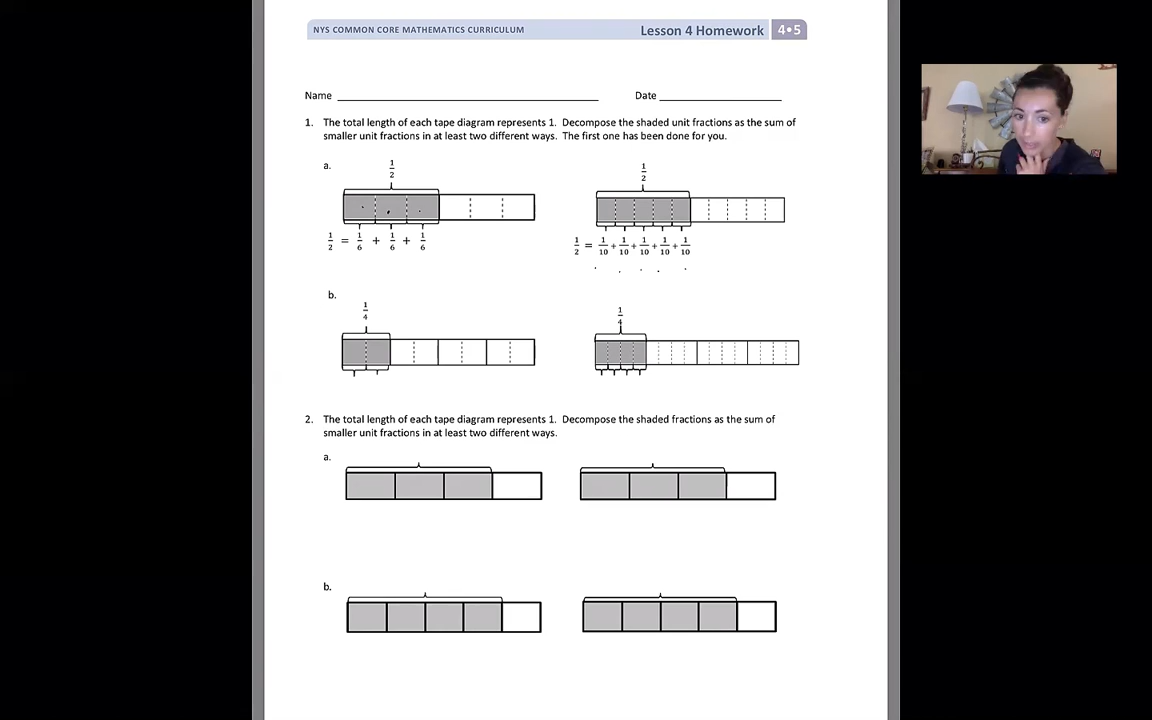 NYS COMMON CORE MATHEMATICS CURRICULUM Lesson 4 Homework 4•5
Name Date
1. The total length of each tape diagram represents 1. Decompose the shaded unit fractions as the sum of
smaller unit fractions in at least two different ways. The first one has been done for you.
a.
1/2
1/2
1/2 = 1/6 + 1/6 + 1/6
1/2 = 1/10 + 1/10 + 1/10 + 1/10 + 1/10
b.
1/4
1/4
2. The total length of each tape diagram represents 1. Decompose the shaded fractions as the sum of
smaller unit fractions in at least two different ways.
a.
b.